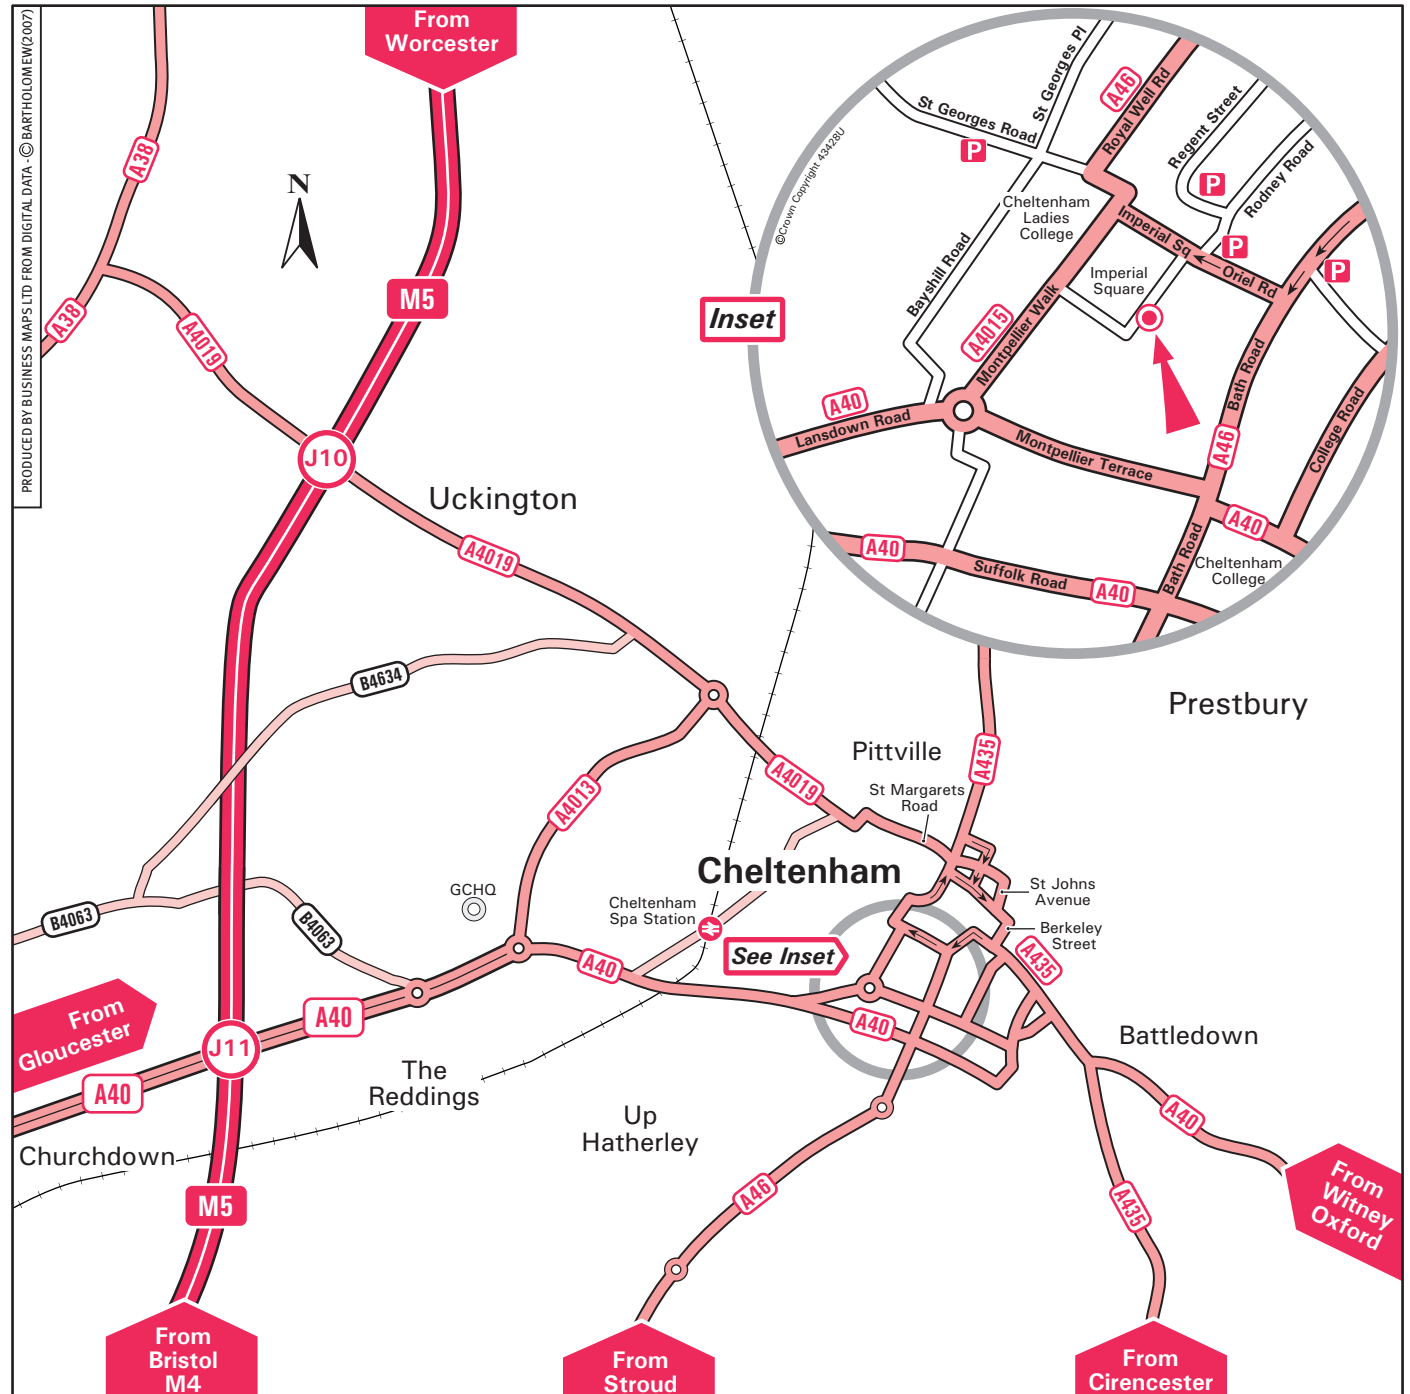 PRODUCED BY BUSINESS MAPS LTD FROM DIGITAL DATA - © BARTHOLOMEW(2007)
From
Worcester
N
A38
A38
A4019
M5
J10
Uckington
A4019
B4634
A4013
A4019
Inset
©Crown Copyright 43428U
St Georges Road
St Georges Pl
A46
Royal Well Rd
Regent Street
Rodney Road
P
P
P
P
Cheltenham
Ladies
College
Imperial Sq
Oriel Rd
Imperial
Square
Bayshill Road
A4015
Montpellier Walk
Bath Road
College Road
A40
Lansdown Road
Montpellier Terrace
A46
A40
A40
Suffolk Road
A40
Bath Road
Cheltenham
College
Prestbury
Pittville
A435
St Margarets
Road
Cheltenham
St Johns
Avenue
Berkeley
Street
A435
GCHQ
Cheltenham
Spa Station
See Inset
B4063
B4063
A40
A40
A40
From
Gloucester
J11
A40
The
Reddings
Up
Hatherley
Battledown
Churchdown
M5
A46
A40
A435
From
Witney
Oxford
From
Bristol
M4
From
Stroud
From
Cirencester